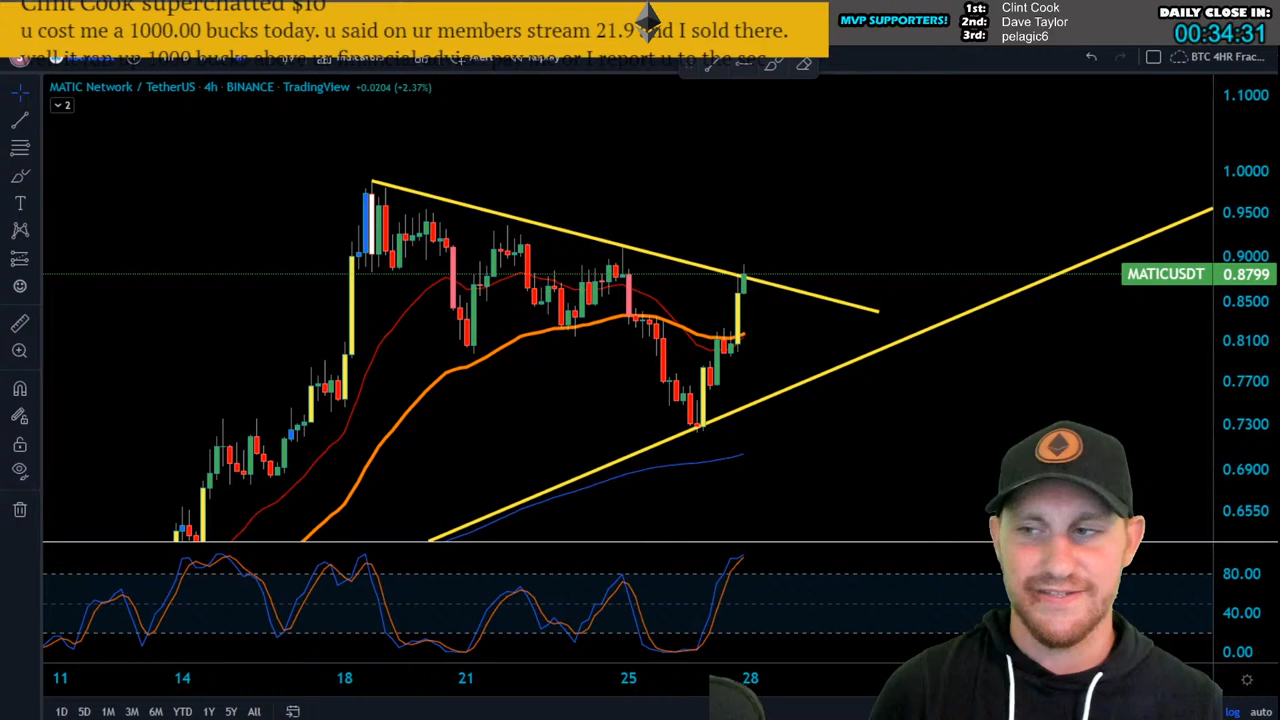 Clint Cook superchatted $10
u cost me a 1000.00 bucks today. u said on ur members stream 21.9 nd I sold there.
MVP SUPPORTERS!
1st: Clint Cook
2nd: Dave Taylor
3rd: pelagic6
DAILY CLOSE IN:
00:34:31
BTC 4HR Frac...
MATIC Network / TetherUS · 4h · BINANCE · TradingView +0.0204 (+2.37%)
2
1.1000
1.0000
0.9500
0.9000
MATICUSDT 0.8799
0.8500
0.8100
0.7700
0.7300
0.6900
0.6550
80.00
40.00
0.00
11 14 18 21 25 28
1D 5D 1M 3M 6M YTD 1Y 5Y All
log auto